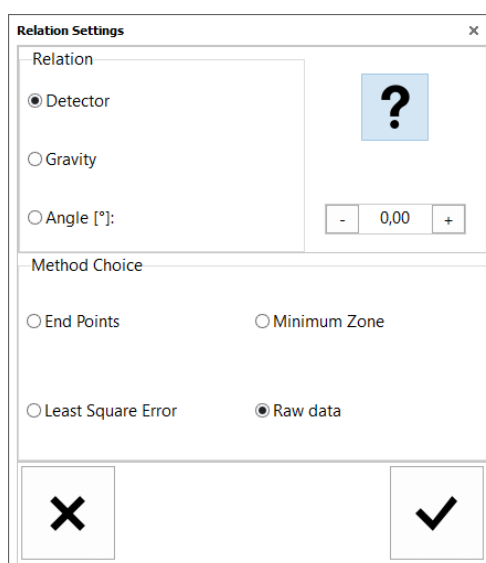 Relation Settings
Relation
Detector
?
Gravity
Angle [°]:
- 0,00 +
Method Choice
End Points Minimum Zone
Least Square Error Raw data